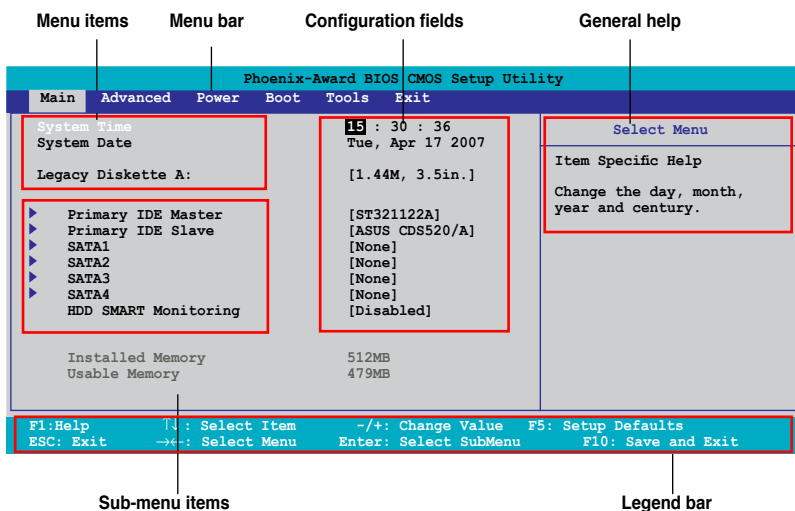 Menu items Menu bar Configuration fields General help
Phoenix-Award BIOS CMOS Setup Utility
Main Advanced Power Boot Tools Exit
System Time 15 : 30 : 36
System Date Tue, Apr 17 2007
Legacy Diskette A: [1.44M, 3.5in.]
Primary IDE Master [ST321122A]
Primary IDE Slave [ASUS CDS520/A]
SATA1 [None]
SATA2 [None]
SATA3 [None]
SATA4 [None]
HDD SMART Monitoring [Disabled]
Installed Memory 512MB
Usable Memory 479MB
Select Menu
Item Specific Help
Change the day, month,
year and century.
F1:Help ↑↓: Select Item -/+: Change Value F5: Setup Defaults
ESC: Exit →←: Select Menu Enter: Select SubMenu F10: Save and Exit
Sub-menu items Legend bar